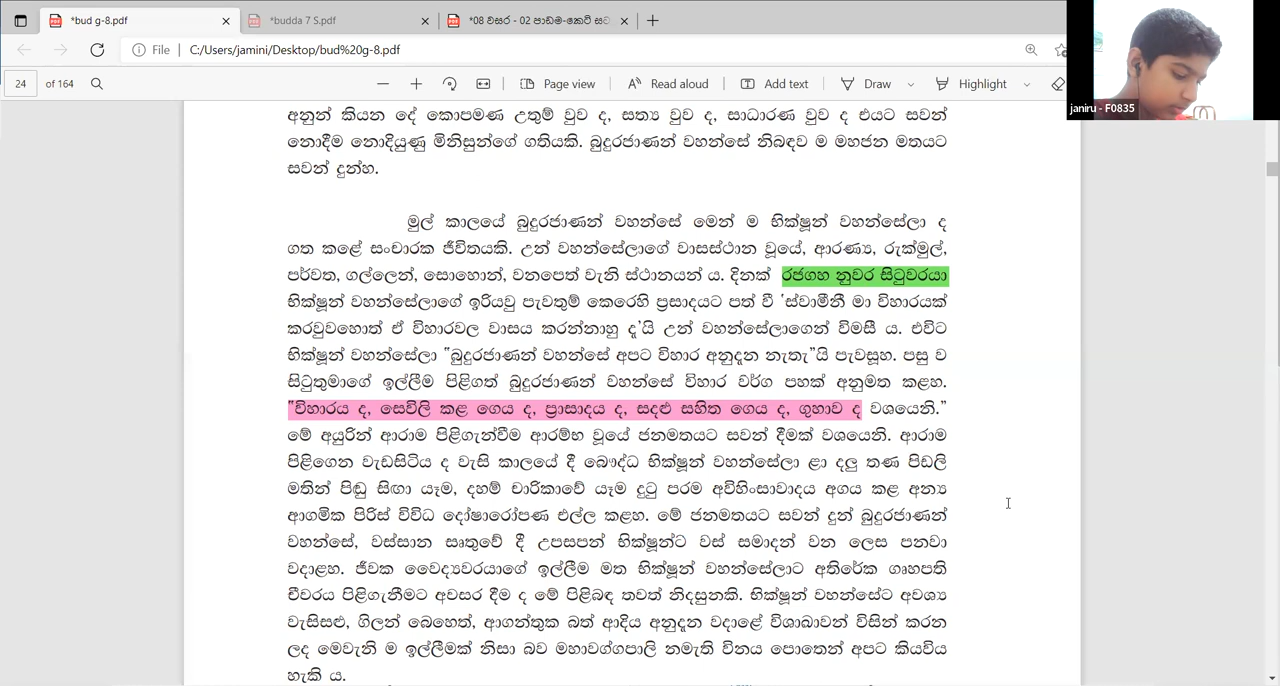 *bud g-8.pdf
*budda 7 S.pdf
*08 වසර - 02 පාඩම-කෙටි සට
File C:/Users/jamini/Desktop/bud%20g-8.pdf
24 of 164
Page view
Read aloud
Add text
Draw
Highlight
janiru - F0835
අනුන් කියන දේ කොපමණ උතුම් වුව ද, සත්‍ය වුව ද, සාධාරණ වුව ද එයට සවන්
නොදීම නොදියුණු මිනිසුන්ගේ ගතියකි. බුදුරජාණන් වහන්සේ නිබඳව ම මහජන මතයට
සවන් දුන්හ.
මුල් කාලයේ බුදුරජාණන් වහන්සේ මෙන් ම භික්ෂූන් වහන්සේලා ද
ගත කළේ සංචාරක ජීවිතයකි. උන් වහන්සේලාගේ වාසස්ථාන වූයේ, ආරණ්‍ය, රුක්මුල්,
පර්වත, ගල්ලෙන්, සොහොන්, වනපෙත් වැනි ස්ථානයන් ය. දිනක් රජගහ නුවර සිටුවරයා
භික්ෂූන් වහන්සේලාගේ ඉරියවු පැවතුම් කෙරෙහි ප්‍රසාදයට පත් වී 'ස්වාමීනී මා විහාරයක්
කරවුවහොත් ඒ විහාරවල වාසය කරන්නාහු දැ'යි උන් වහන්සේලාගෙන් විමසී ය. එවිට
භික්ෂූන් වහන්සේලා "බුදුරජාණන් වහන්සේ අපට විහාර අනුදැන නැතැ"යි පැවසූහ. පසු ව
සිටුතුමාගේ ඉල්ලීම පිළිගත් බුදුරජාණන් වහන්සේ විහාර වර්ග පහක් අනුමත කළහ.
"විහාරය ද, සෙවිලි කළ ගෙය ද, ප්‍රාසාදය ද, සදළු සහිත ගෙය ද, ගුහාව ද වශයෙනි."
මේ අයුරින් ආරාම පිළිගැන්වීම ආරම්භ වූයේ ජනමතයට සවන් දීමක් වශයෙනි. ආරාම
පිළිගෙන වැඩසිටිය ද වැසි කාලයේ දී බෞද්ධ භික්ෂූන් වහන්සේලා ළා දලු තණ පිඩලි
මතින් පිඬු සිඟා යෑම, දහම් චාරිකාවේ යෑම දුටු පරම අවිහිංසාවාදය අගය කළ අන්‍ය
ආගමික පිරිස් විවිධ දෝෂාරෝපණ එල්ල කළහ. මේ ජනමතයට සවන් දුන් බුදුරජාණන්
වහන්සේ, වස්සාන සෘතුවේ දී උපසපන් භික්ෂූන්ට වස් සමාදන් වන ලෙස පනවා
වදාළහ. ජීවක වෛද්‍යවරයාගේ ඉල්ලීම මත භික්ෂූන් වහන්සේලාට අතිරේක ගෘහපති
චීවරය පිළිගැනීමට අවසර දීම ද මේ පිළිබඳ තවත් නිදසුනකි. භික්ෂූන් වහන්සේට අවශ්‍ය
වැසිසළු, ගිලන් බෙහෙත්, ආගන්තුක බත් ආදිය අනුදැන වදාළේ විශාඛාවන් විසින් කරන
ලද මෙවැනි ම ඉල්ලීමක් නිසා බව මහාවග්ගපාලි නමැති විනය පොතෙන් අපට කියවිය
හැකි ය.